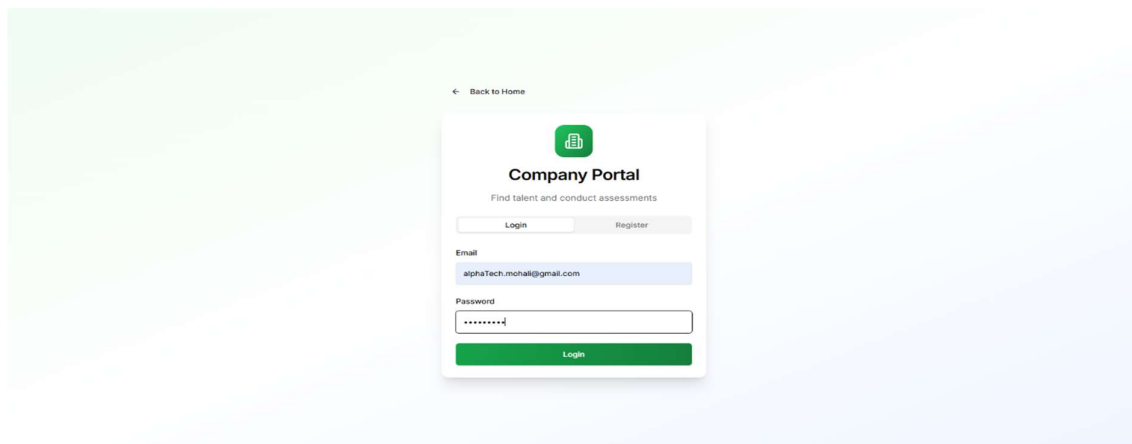 ← Back to Home
Company Portal
Find talent and conduct assessments
Login Register
Email
alphaTech.mohali@gmail.com
Password
•••••••••
Login